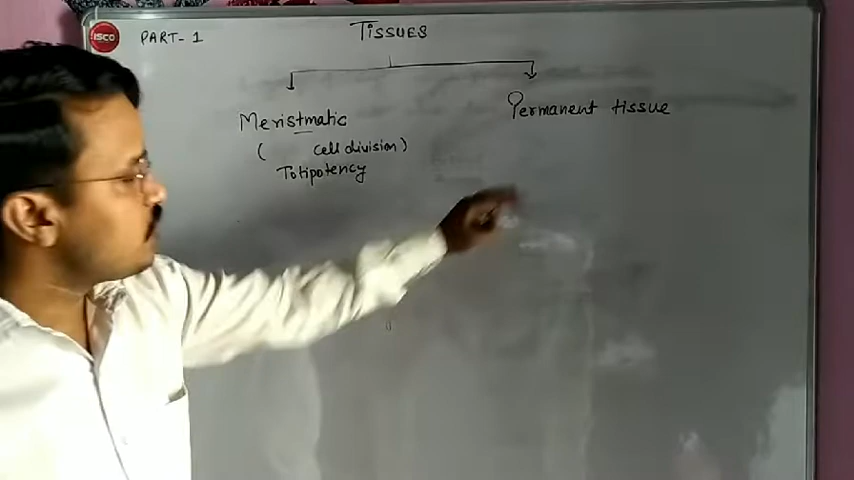 ISCO
PART-1
TISSUES
Meristmatic
Permanent tissue
( cell division)
Totipotency